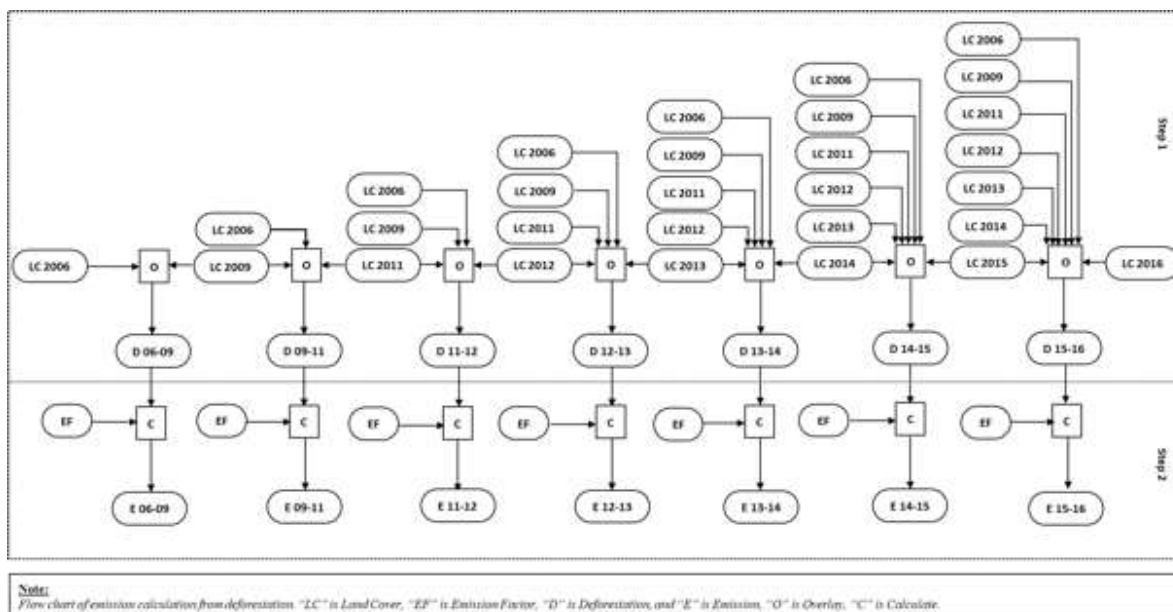 LC 2006
LC 2006 LC 2009
LC 2006 LC 2009 LC 2011
LC 2006 LC 2009 LC 2011 LC 2012
LC 2006 LC 2009 LC 2011 LC 2012 LC 2013
LC 2006 LC 2009 LC 2011 LC 2012 LC 2013 LC 2014
LC 2006 O LC 2009 O LC 2011 O LC 2012 O LC 2013 O LC 2014 O LC 2015 O LC 2016
D 06-09 D 09-11 D 11-12 D 12-13 D 13-14 D 14-15 D 15-16
Step 1
EF C EF C EF C EF C EF C EF C EF C
E 06-09 E 09-11 E 11-12 E 12-13 E 13-14 E 14-15 E 15-16
Step 2
Note:
Flow chart of emission calculation from deforestation. "LC" is Land Cover, "EF" is Emission Factor, "D" is Deforestation, and "E" is Emission, "O" is Overlay, "C" is Calculate.